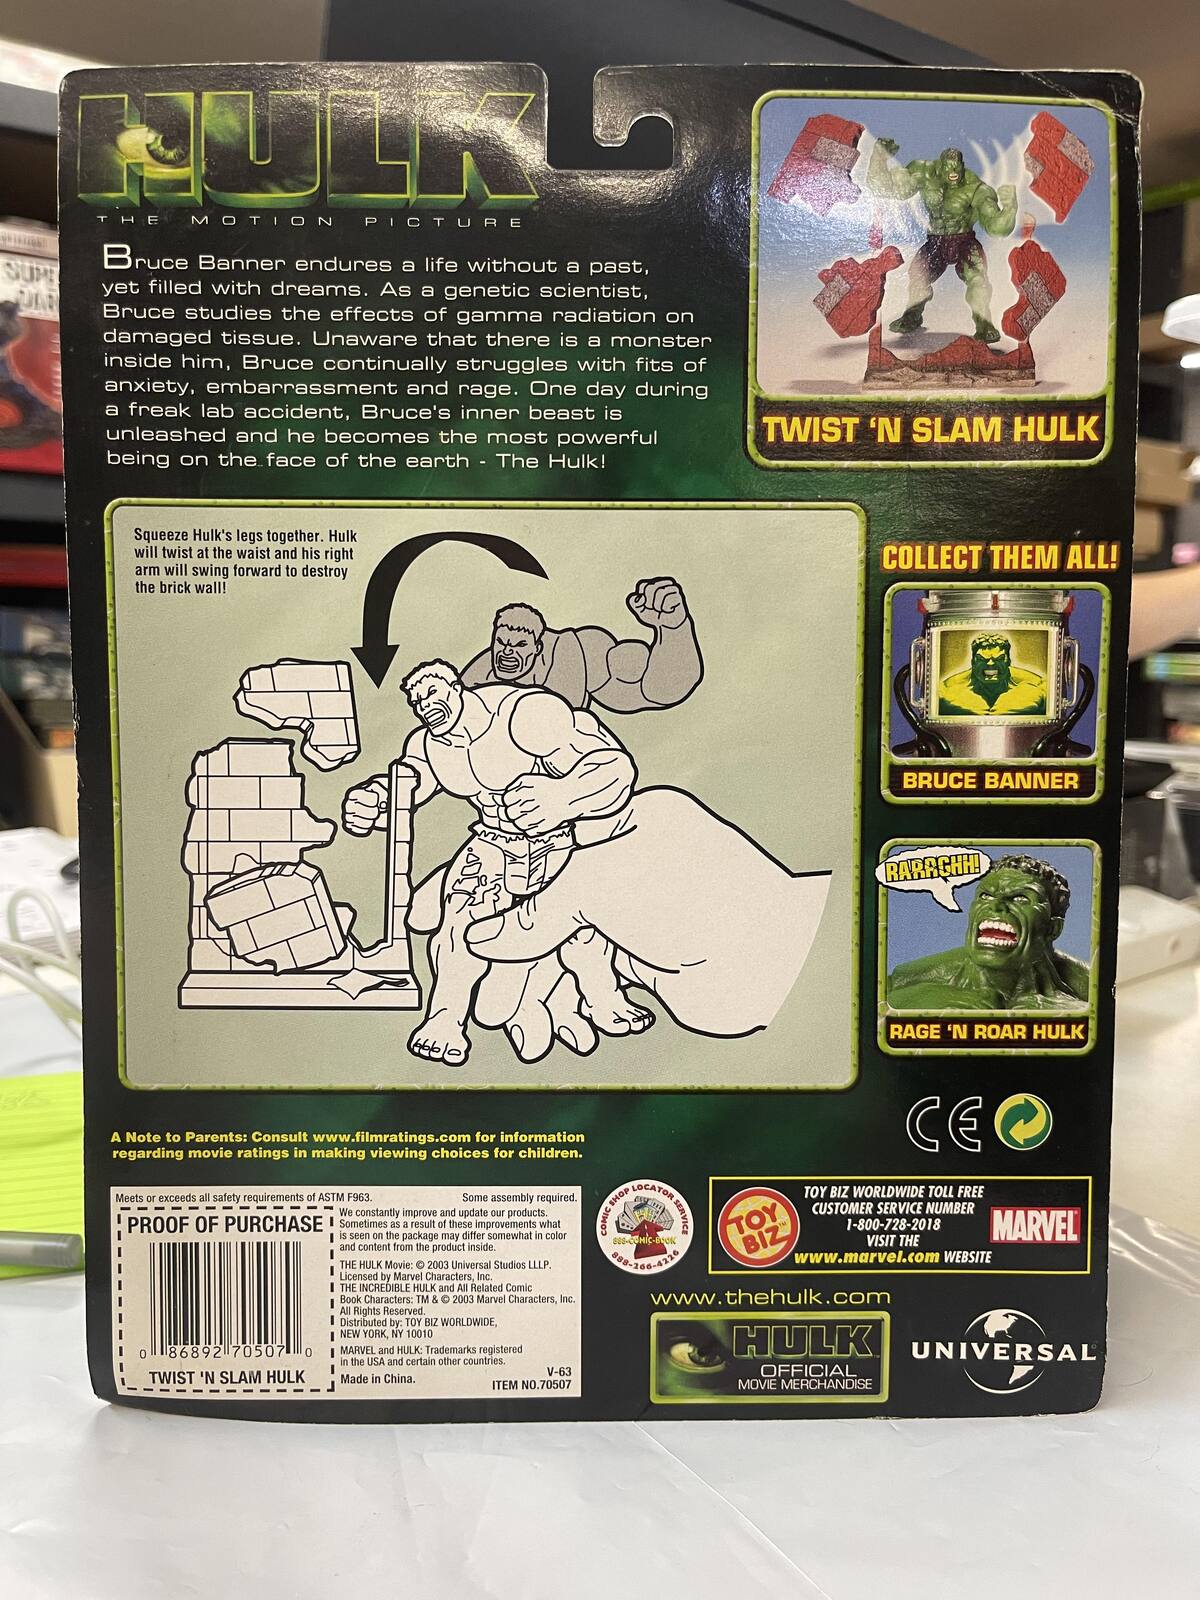 HULK
THE MOTION PICTURE
Bruce Banner endures a life without a past,
yet filled with dreams. As a genetic scientist,
Bruce studies the effects of gamma radiation on
damaged tissue. Unaware that there is a monster
inside him, Bruce continually struggles with fits of
anxiety, embarrassment and rage. One day during
a freak lab accident, Bruce's inner beast is
unleashed and he becomes the most powerful
being on the face of the earth - The Hulk!
TWIST 'N SLAM HULK
Squeeze Hulk's legs together. Hulk
will twist at the waist and his right
arm will swing forward to destroy
the brick wall!
COLLECT THEM ALL!
BRUCE BANNER
RARRGHH!
RAGE 'N ROAR HULK
CE
A Note to Parents: Consult www.filmratings.com for information
regarding movie ratings in making viewing choices for children.
Meets or exceeds all safety requirements of ASTM F963.
Some assembly required.
PROOF OF PURCHASE
0 86892 70507 0
TWIST 'N SLAM HULK
We constantly improve and update our products.
Sometimes as a result of these improvements what
is seen on the package may differ somewhat in color
and content from the product inside.
THE HULK Movie: © 2003 Universal Studios LLLP.
Licensed by Marvel Characters, Inc.
THE INCREDIBLE HULK and All Related Comic
Book Characters: TM & © 2003 Marvel Characters, Inc.
All Rights Reserved.
Distributed by: TOY BIZ WORLDWIDE,
NEW YORK, NY 10010
MARVEL and HULK: Trademarks registered
in the USA and certain other countries.
Made in China.
V-63
ITEM NO.70507
COMIC SHOP LOCATOR SERVICE
888-COMIC-BOOK
888-266-4226
TOY BIZ™
TOY BIZ WORLDWIDE TOLL FREE
CUSTOMER SERVICE NUMBER
1-800-728-2018
VISIT THE
www.marvel.com WEBSITE
MARVEL
www.thehulk.com
HULK
OFFICIAL
MOVIE MERCHANDISE
UNIVERSAL